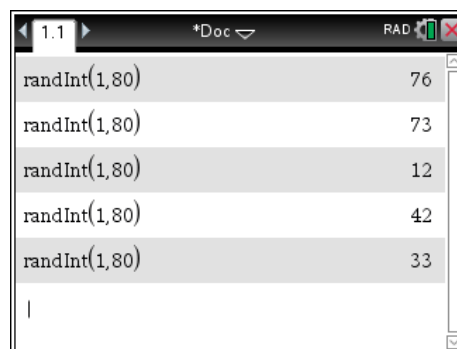 1.1 *Doc RAD
randInt(1,80) 76
randInt(1,80) 73
randInt(1,80) 12
randInt(1,80) 42
randInt(1,80) 33